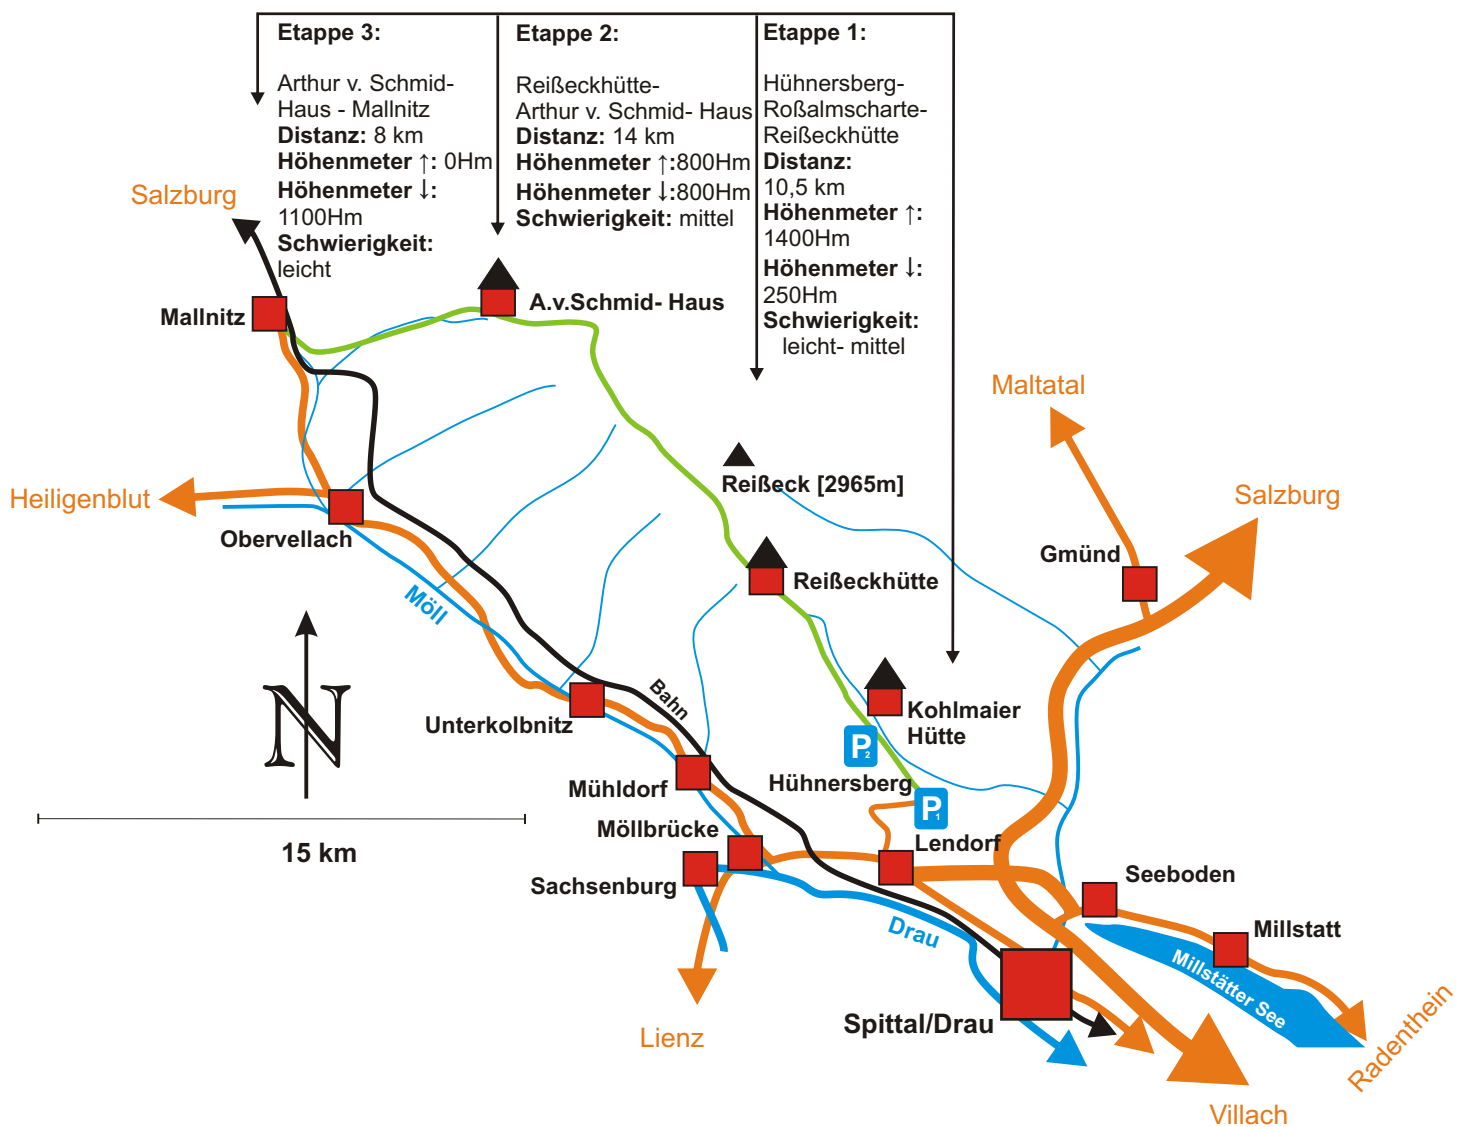 Etappe 3:
Arthur v. Schmid-
Haus - Mallnitz
Distanz: 8 km
Höhenmeter ↑: 0Hm
Höhenmeter ↓:
1100Hm
Schwierigkeit:
leicht
Etappe 2:
Reißeckhütte-
Arthur v. Schmid- Haus
Distanz: 14 km
Höhenmeter ↑:800Hm
Höhenmeter ↓:800Hm
Schwierigkeit: mittel
Etappe 1:
Hühnersberg-
Roßalmscharte-
Reißeckhütte
Distanz:
10,5 km
Höhenmeter ↑:
1400Hm
Höhenmeter ↓:
250Hm
Schwierigkeit:
leicht- mittel
Salzburg
Mallnitz
A.v.Schmid- Haus
Maltatal
Reißeck [2965m]
Heiligenblut
Salzburg
Obervellach
Gmünd
Reißeckhütte
Möll
N
Bahn
Kohlmaier
Hütte
Unterkolbnitz
P2
Hühnersberg
Mühldorf
P1
Möllbrücke
Lendorf
15 km
Sachsenburg
Seeboden
Drau
Millstatt
Millstätter See
Spittal/Drau
Lienz
Radenthein
Villach